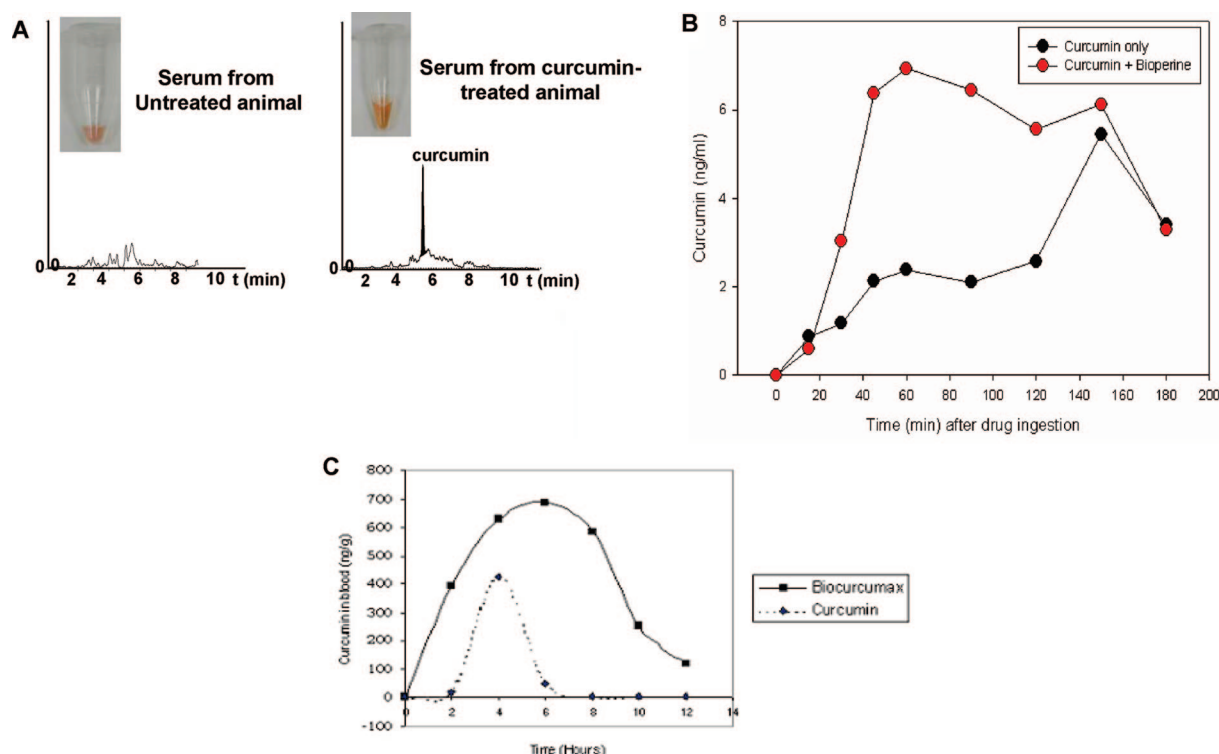 A
Serum from
Untreated animal
0 0
2 4 6 8 10 t (min)
Serum from curcumin-
treated animal
curcumin
0 0
2 4 6 8 10 t (min)
B
Curcumin only
Curcumin + Bioperine
8
6
4
2
0
Curcumin (ng/ml)
0 20 40 60 80 100 120 140 160 180 200
Time (min) after drug ingestion
C
800
700
600
500
400
300
200
100
0
-100
Curcumin in blood (ng/g)
0 2 4 6 8 10 12 14
Time (Hours)
Biocurcumax
Curcumin